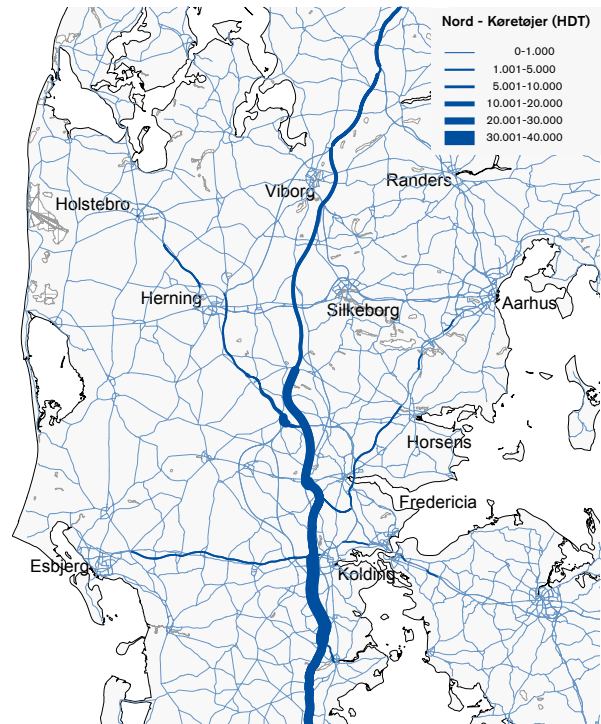 Nord - Køretøjer (HDT)
0-1.000
1.001-5.000
5.001-10.000
10.001-20.000
20.001-30.000
30.001-40.000
Viborg
Randers
Holstebro
Herning
Silkeborg
Aarhus
Horsens
Fredericia
Esbjerg
Kolding